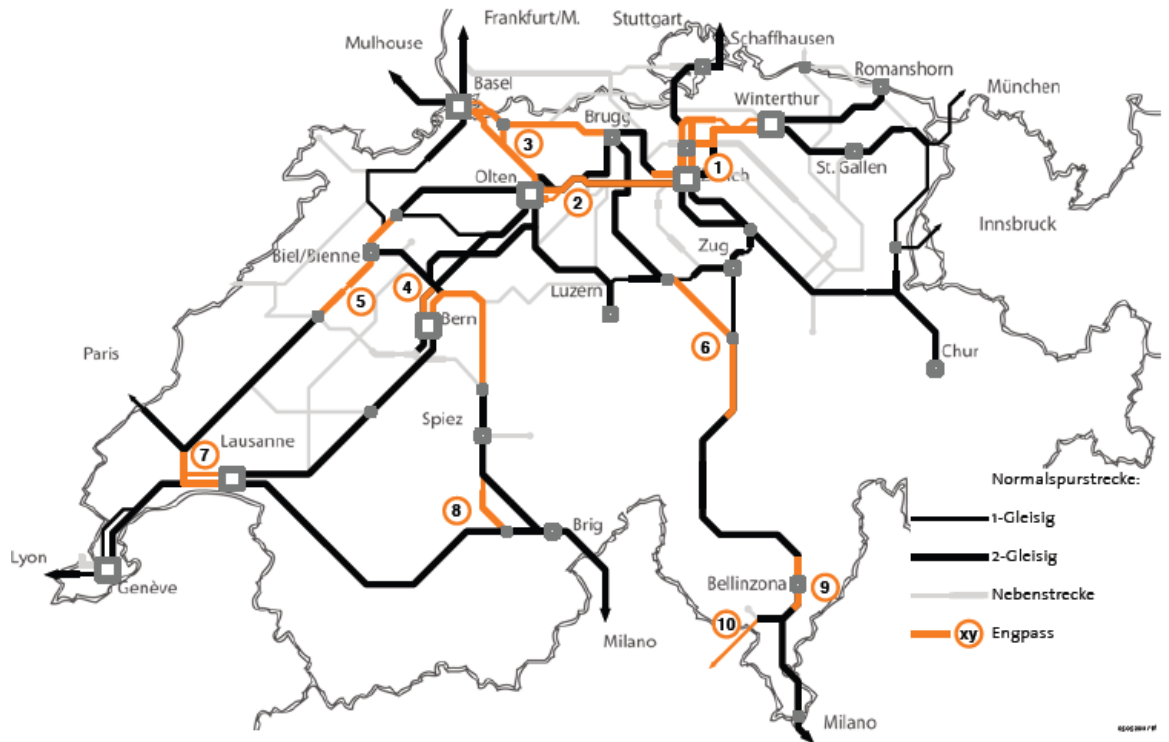 Frankfurt/M.
Stuttgart
Schaffhausen
Mulhouse
Romanshorn
München
Basel
Winterthur
Brugg
3
1
Olten
St. Gallen
2
Innsbruck
Zug
Biel/Bienne
4
Luzern
5
Bern
6
Paris
Chur
Spiez
Lausanne
7
Normalspurstrecke:
8
1-Gleisig
Brig
Lyon
2-Gleisig
Genève
Bellinzona
9
Nebenstrecke
10
xy Engpass
Milano
Milano